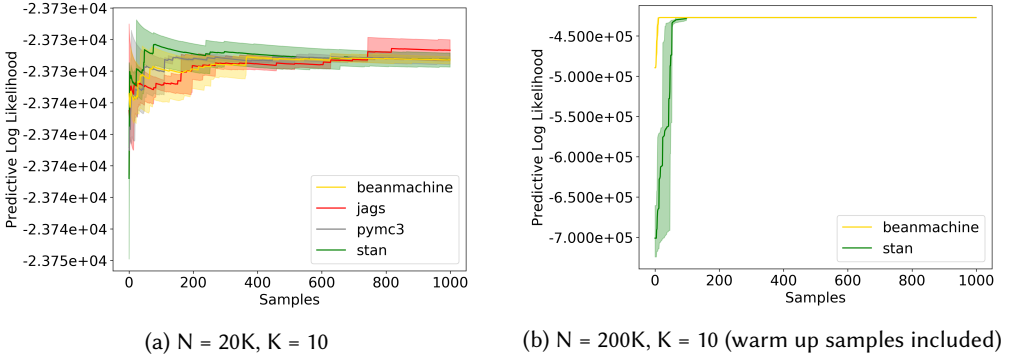 -2.373e+04
-2.373e+04
-2.373e+04
-2.374e+04
-2.374e+04
-2.374e+04
-2.374e+04
-2.374e+04
-2.375e+04
Predictive Log Likelihood
0 200 400 600 800 1000
Samples
beanmachine
jags
pymc3
stan
(a) N = 20K, K = 10
-4.500e+05
-5.000e+05
-5.500e+05
-6.000e+05
-6.500e+05
-7.000e+05
Predictive Log Likelihood
0 200 400 600 800 1000
Samples
beanmachine
stan
(b) N = 200K, K = 10 (warm up samples included)